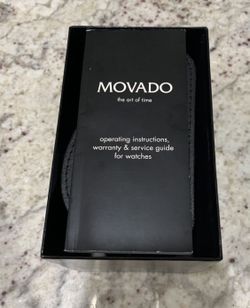 MOVADO
the art of time
operating instructions,
warranty & service guide
for watches